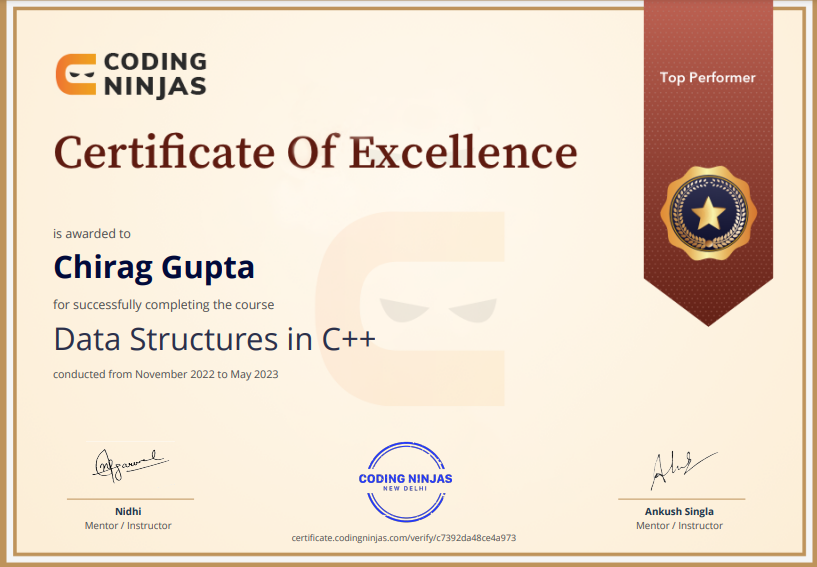 CODING
NINJAS
Top Performer
Certificate Of Excellence
is awarded to
Chirag Gupta
for successfully completing the course
Data Structures in C++
conducted from November 2022 to May 2023
CODING NINJAS
NEW DELHI
Nidhi
Mentor / Instructor
Ankush Singla
Mentor / Instructor
certificate.codingninjas.com/verify/c7392da48ce4a973